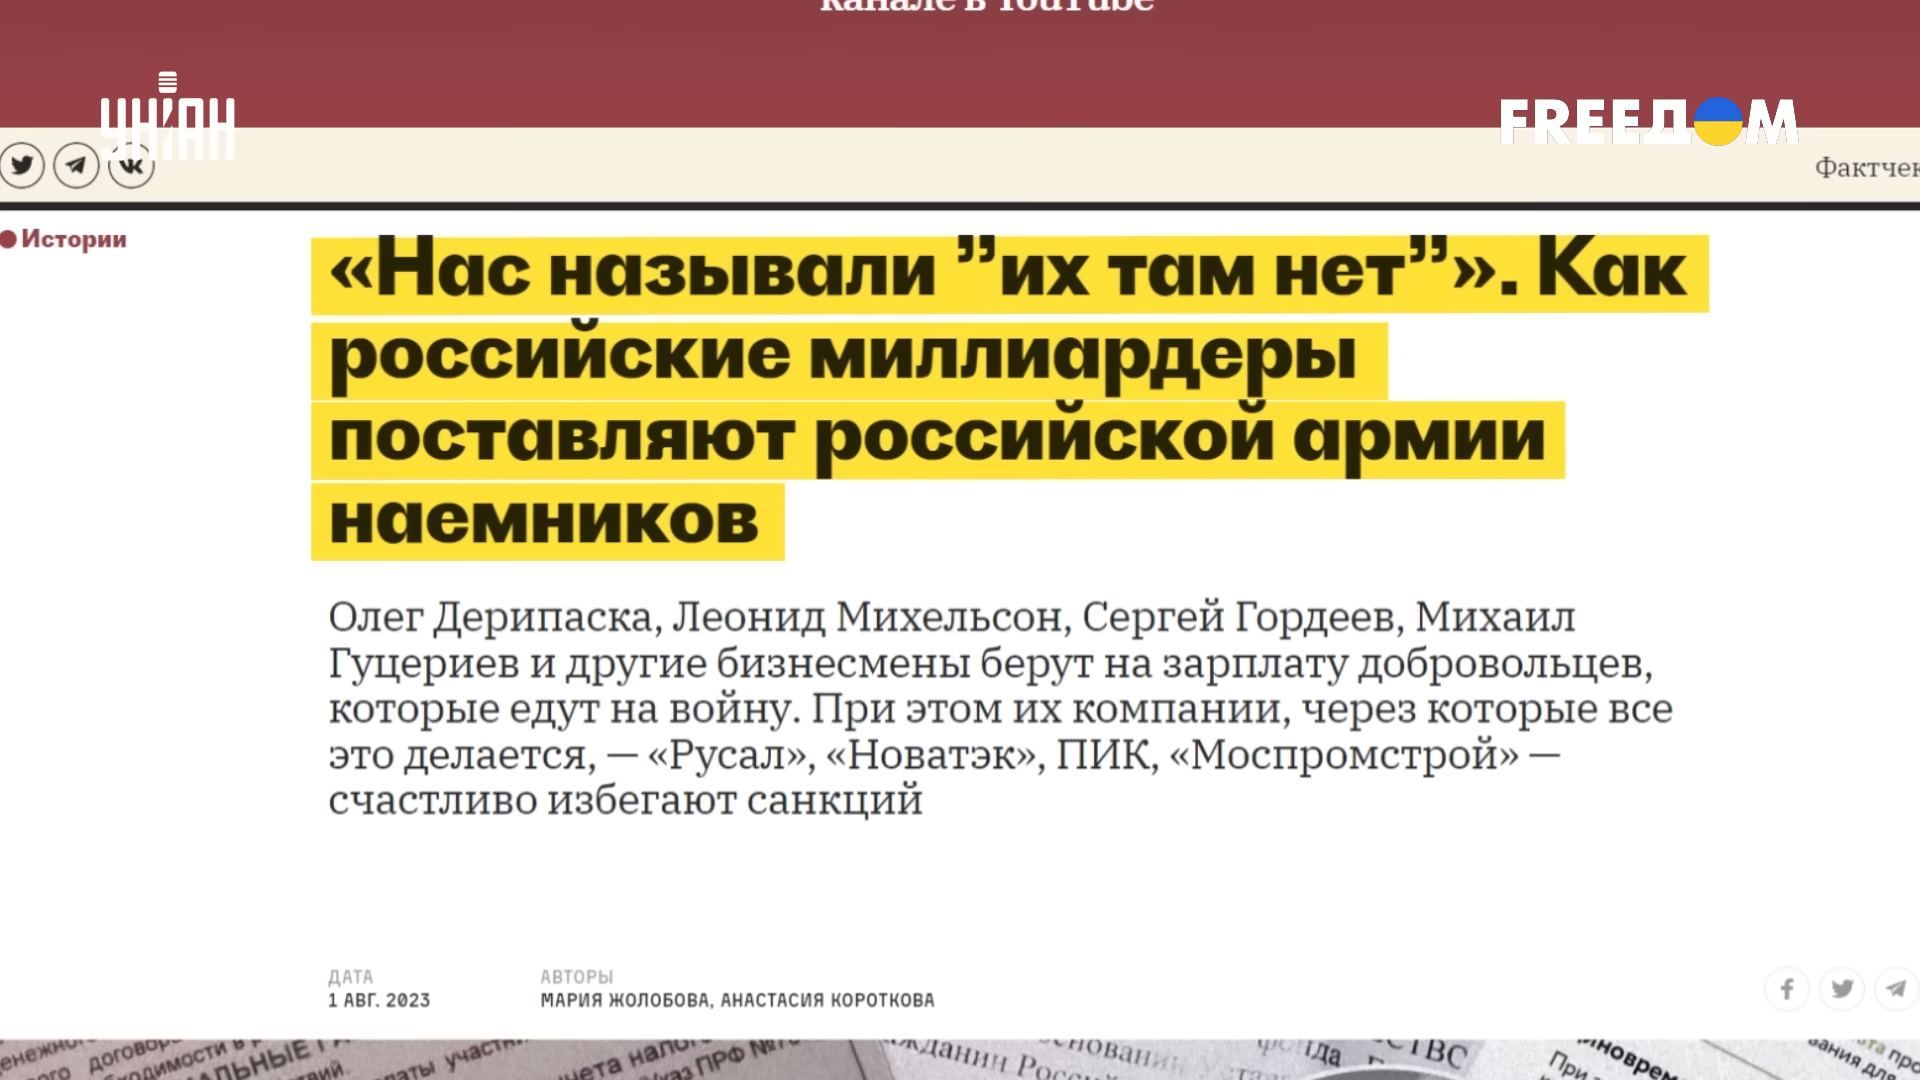 канале в YouTube
УНІАН
FREEДОМ
Фактчек
Истории
«Нас называли ”их там нет”». Как
российские миллиардеры
поставляют российской армии
наемников
Олег Дерипаска, Леонид Михельсон, Сергей Гордеев, Михаил
Гуцериев и другие бизнесмены берут на зарплату добровольцев,
которые едут на войну. При этом их компании, через которые все
это делается, — «Русал», «Новатэк», ПИК, «Моспромстрой» —
счастливо избегают санкций
ДАТА
АВТОРЫ
1 АВГ. 2023
МАРИЯ ЖОЛОБОВА, АНАСТАСИЯ КОРОТКОВА